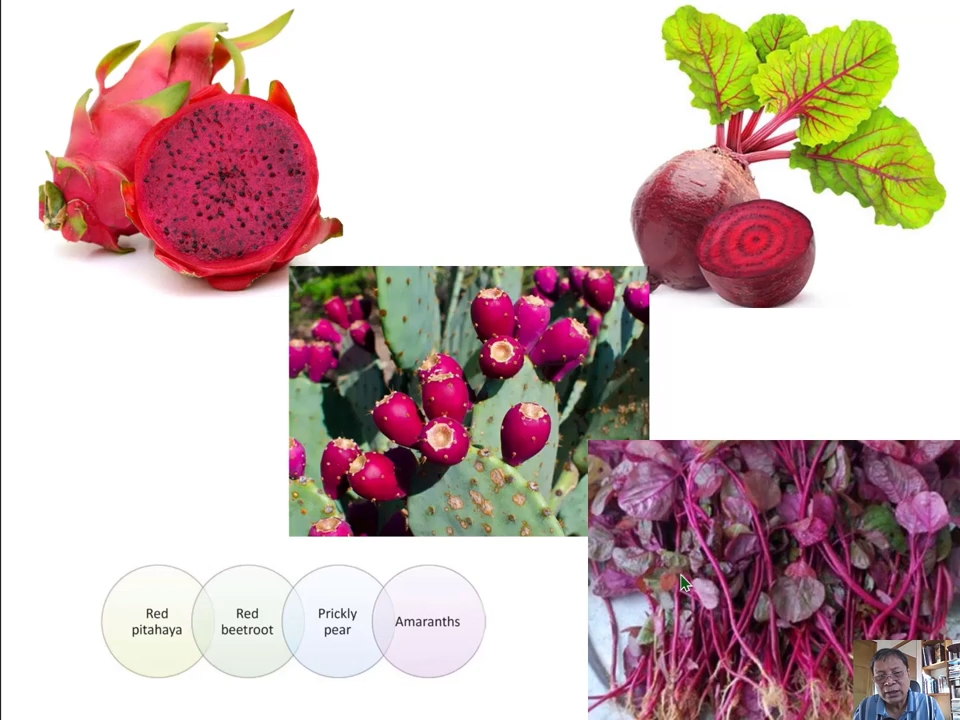 Red
pitahaya
Red
beetroot
Prickly
pear
Amaranths